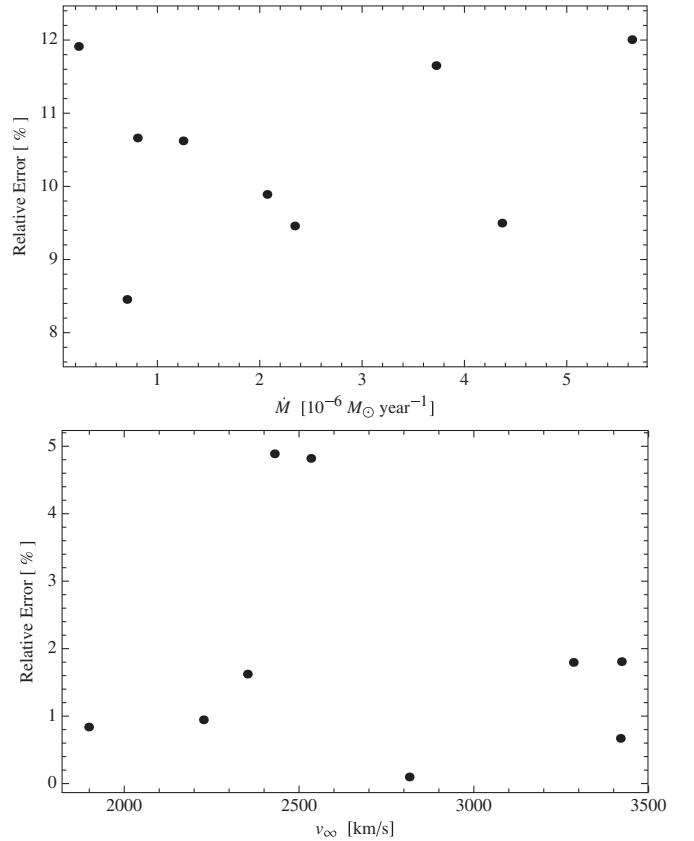 12
11
10
9
8
Relative Error [ % ]
1 2 3 4 5
Ṁ [10⁻⁶ M⊙ year⁻¹]
5
4
3
2
1
0
Relative Error [ % ]
2000 2500 3000 3500
v∞ [km/s]